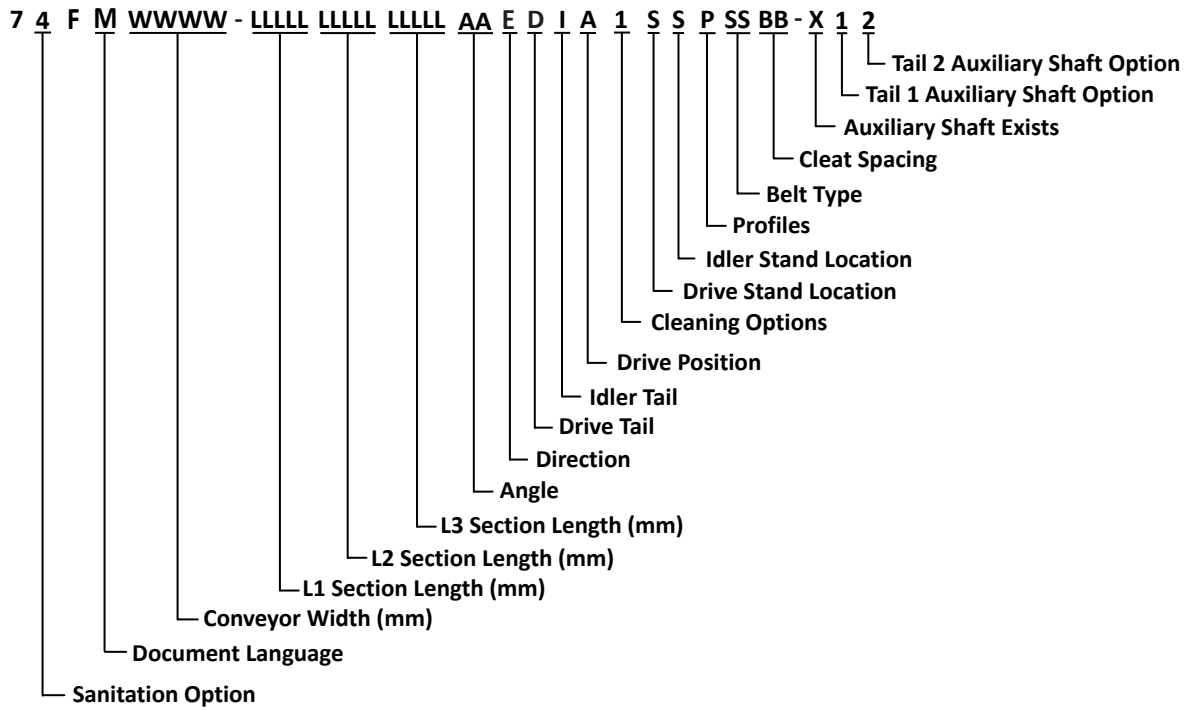 7 4 F M WWWW - LLLLL LLLLL LLLLL AA E D I A 1 S S P SS BB - X 1 2
Tail 2 Auxiliary Shaft Option
Tail 1 Auxiliary Shaft Option
Auxiliary Shaft Exists
Cleat Spacing
Belt Type
Profiles
Idler Stand Location
Drive Stand Location
Cleaning Options
Drive Position
Idler Tail
Drive Tail
Direction
Angle
L3 Section Length (mm)
L2 Section Length (mm)
L1 Section Length (mm)
Conveyor Width (mm)
Document Language
Sanitation Option